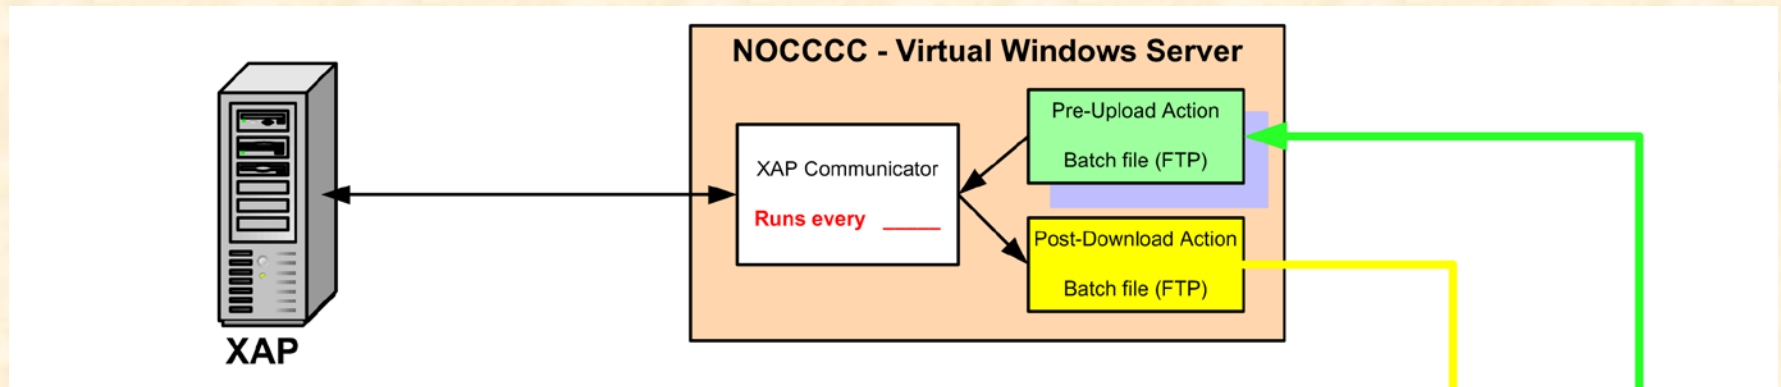 NOCCCC - Virtual Windows Server
Pre-Upload Action
Batch file (FTP)
XAP Communicator
Runs every _____
Post-Download Action
Batch file (FTP)
XAP